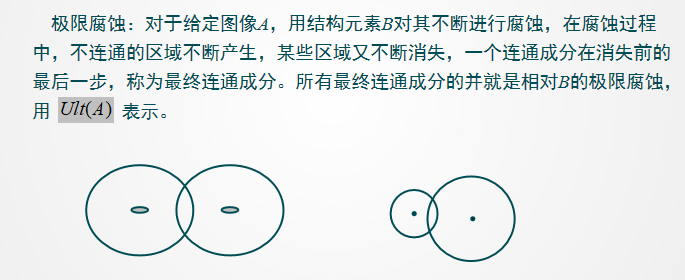 极限腐蚀：对于给定图像A，用结构元素B对其不断进行腐蚀，在腐蚀过程
中，不连通的区域不断产生，某些区域又不断消失，一个连通成分在消失前的
最后一步，称为最终连通成分。所有最终连通成分的并就是相对B的极限腐蚀，
用 Ult(A) 表示。